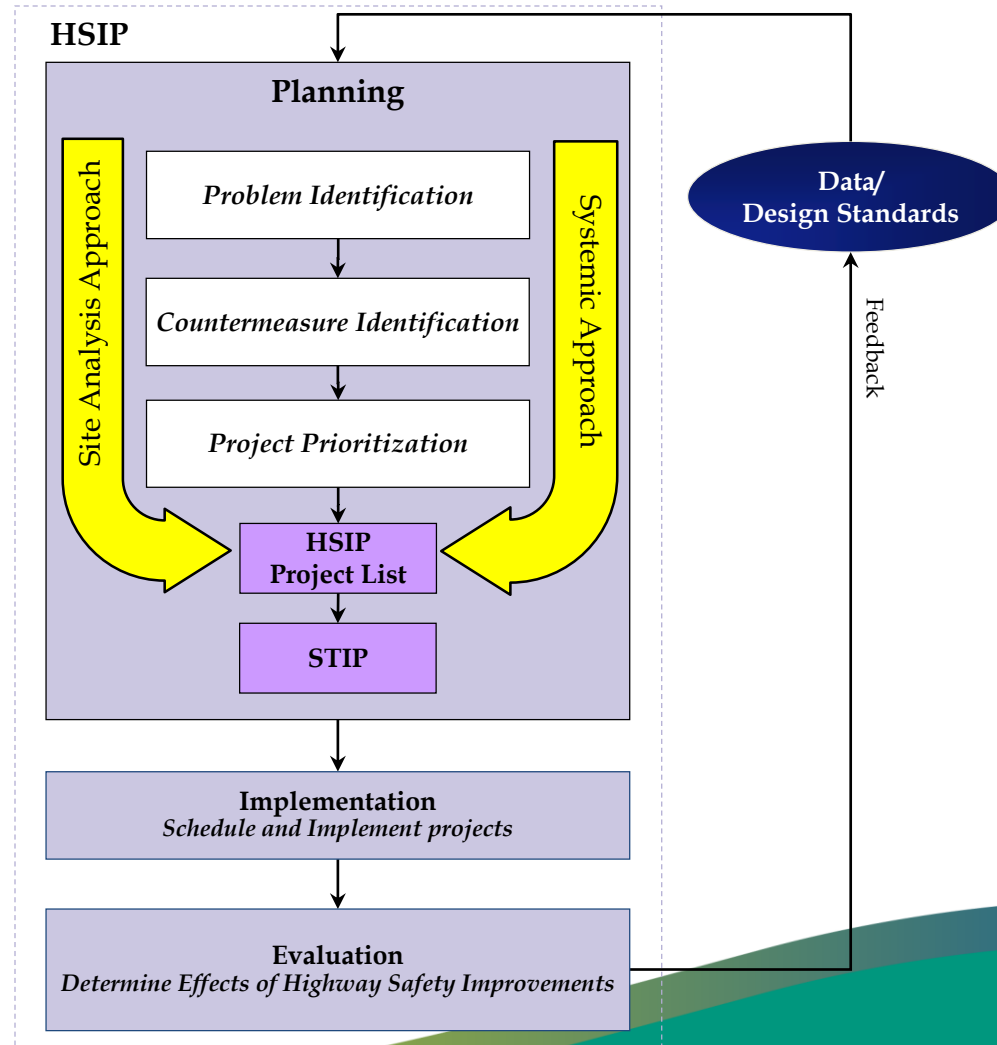 HSIP
Planning
Site Analysis Approach
Problem Identification
Countermeasure Identification
Project Prioritization
Systemic Approach
HSIP
Project List
STIP
Implementation
Schedule and Implement projects
Evaluation
Determine Effects of Highway Safety Improvements
Data/
Design Standards
Feedback